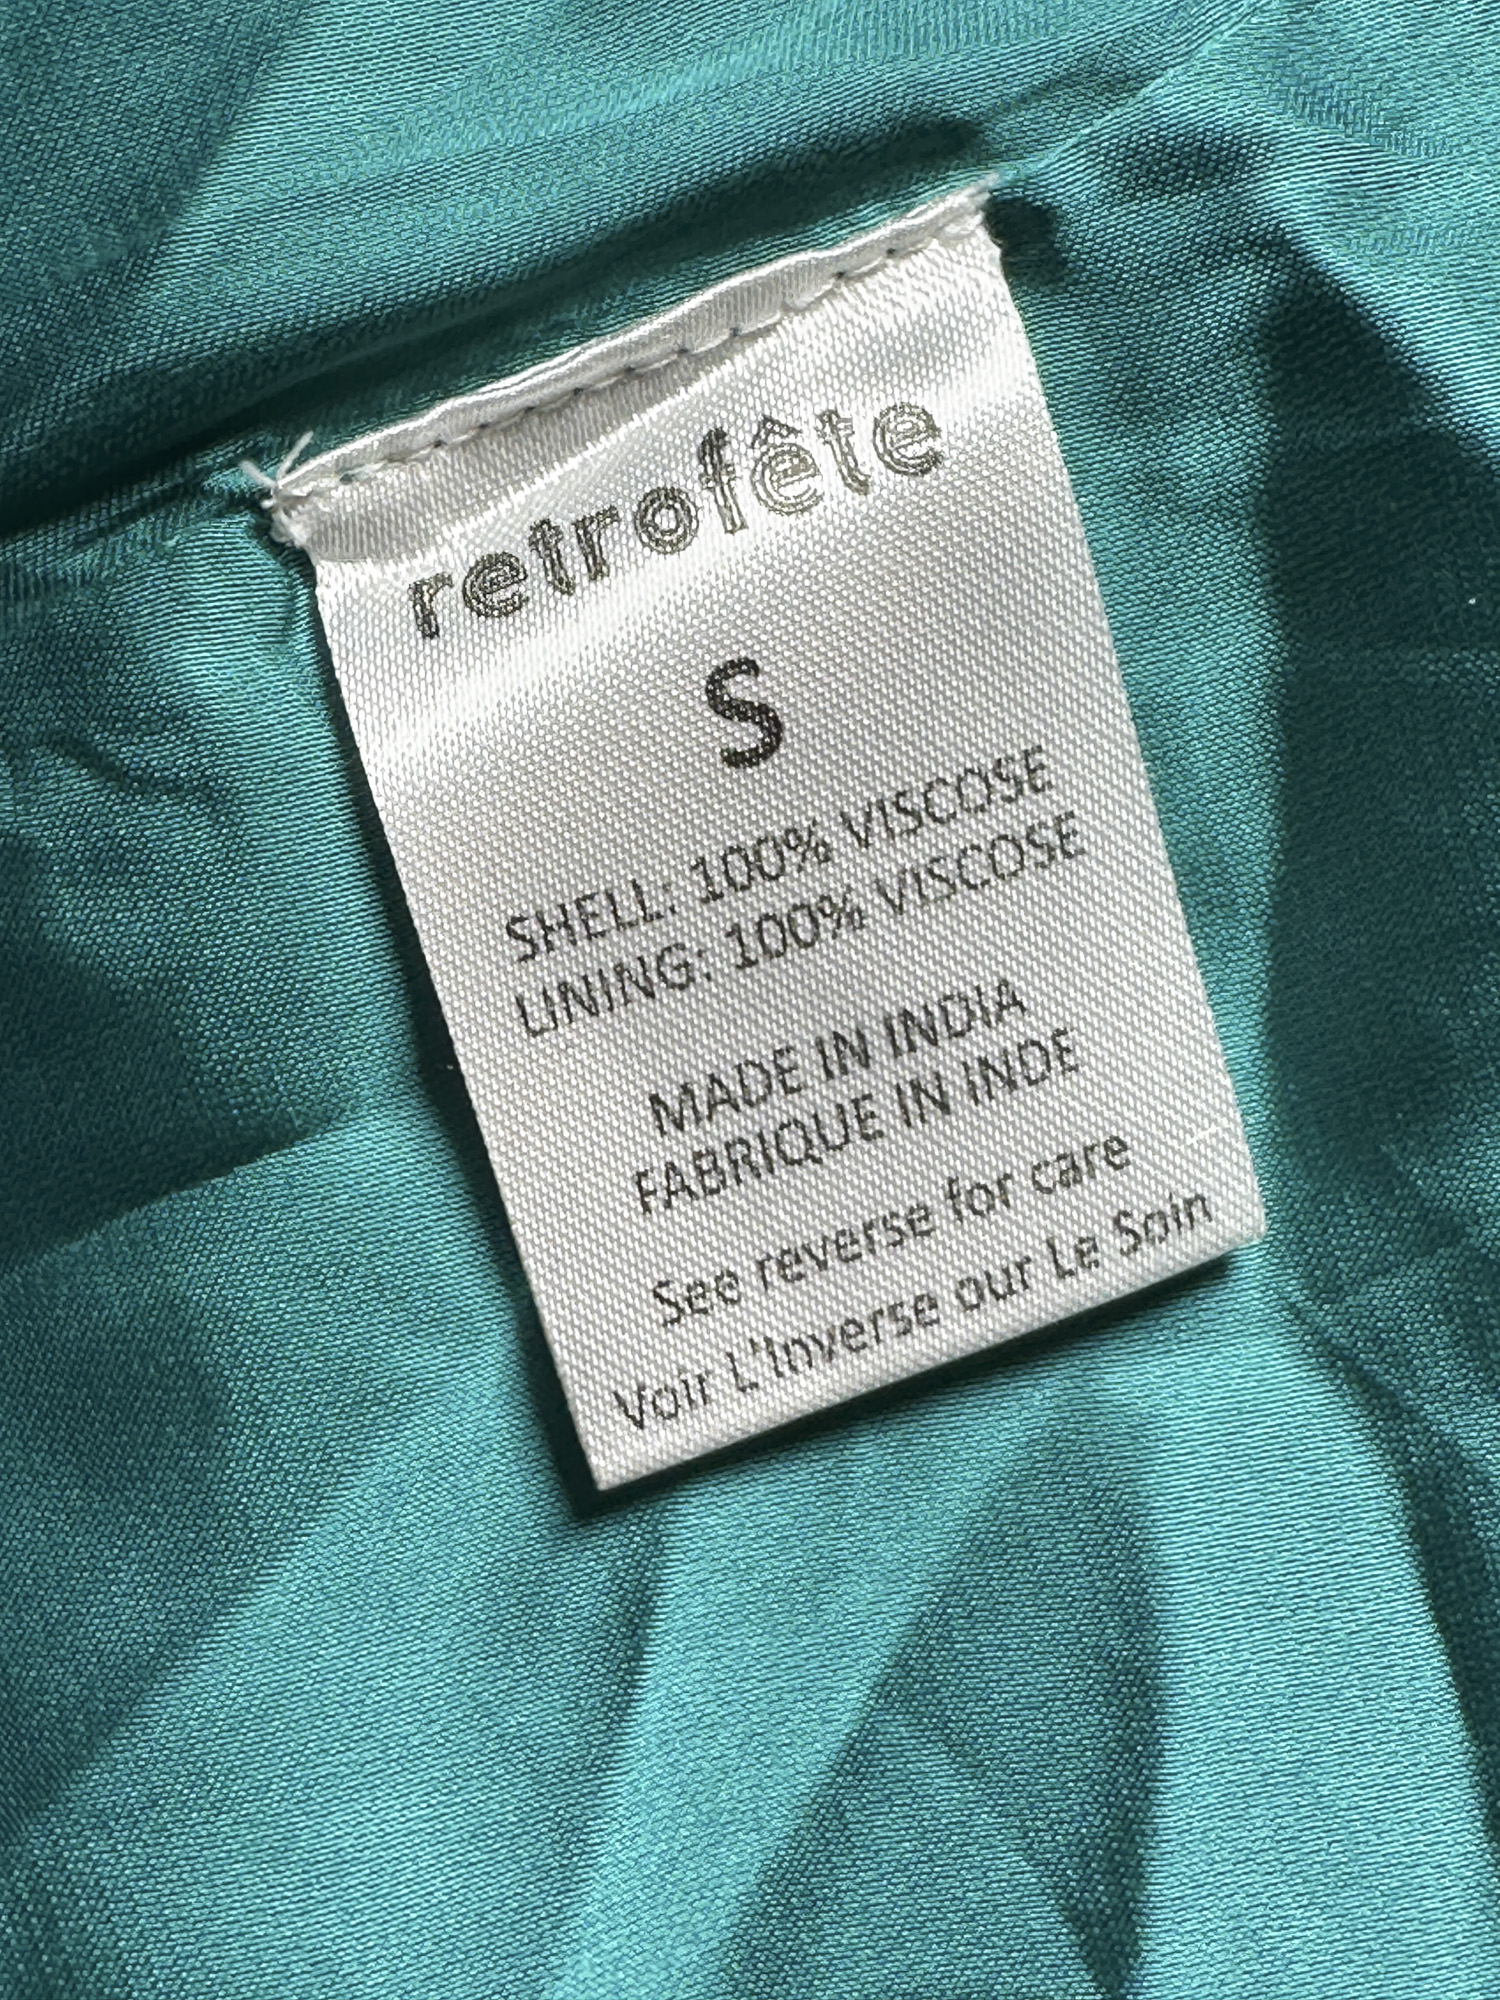 retrofête
S
SHELL: 100% VISCOSE
LINING: 100% VISCOSE
MADE IN INDIA
FABRIQUE IN INDE
See reverse for care
Voir L'Inverse our Le Soin